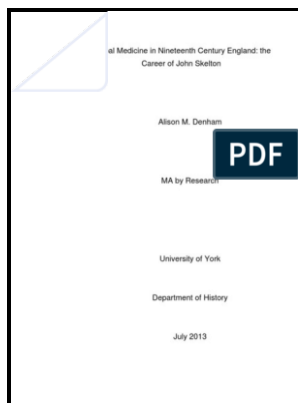 al Medicine in Nineteenth Century England: the
Career of John Skelton
Alison M. Denham
PDF
MA by Research
University of York
Department of History
July 2013